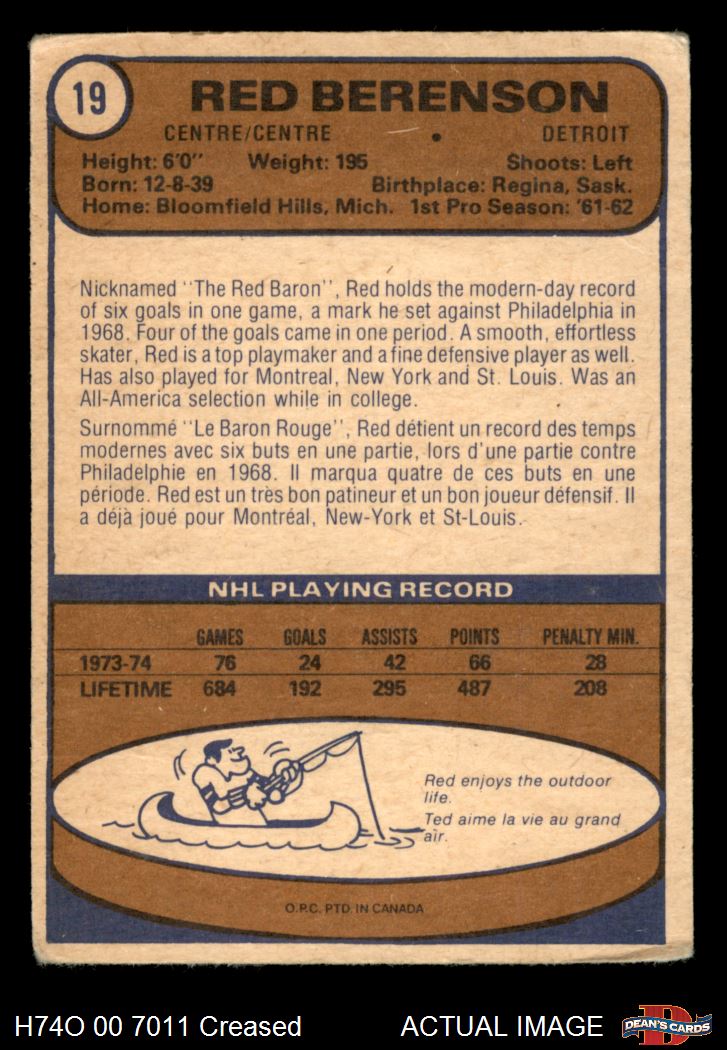 19
RED BERENSON
CENTRE/CENTRE • DETROIT
Height: 6'0" Weight: 195 Shoots: Left
Born: 12-8-39 Birthplace: Regina, Sask.
Home: Bloomfield Hills, Mich. 1st Pro Season: '61-62
Nicknamed "The Red Baron", Red holds the modern-day record
of six goals in one game, a mark he set against Philadelphia in
1968. Four of the goals came in one period. A smooth, effortless
skater, Red is a top playmaker and a fine defensive player as well.
Has also played for Montreal, New York and St. Louis. Was an
All-America selection while in college.
Surnommé "Le Baron Rouge", Red détient un record des temps
modernes avec six buts en une partie, lors d'une partie contre
Philadelphie en 1968. Il marqua quatre de ces buts en une
période. Red est un très bon patineur et un bon joueur défensif. Il
a déjà joué pour Montréal, New-York et St-Louis.
NHL PLAYING RECORD
GAMES GOALS ASSISTS POINTS PENALTY MIN.
1973-74 76 24 42 66 28
LIFETIME 684 192 295 487 208
Red enjoys the outdoor
life.
Ted aime la vie au grand
air.
O.P.C. PTD. IN CANADA
H74O 00 7011 Creased ACTUAL IMAGE
D
DEAN'S CARDS